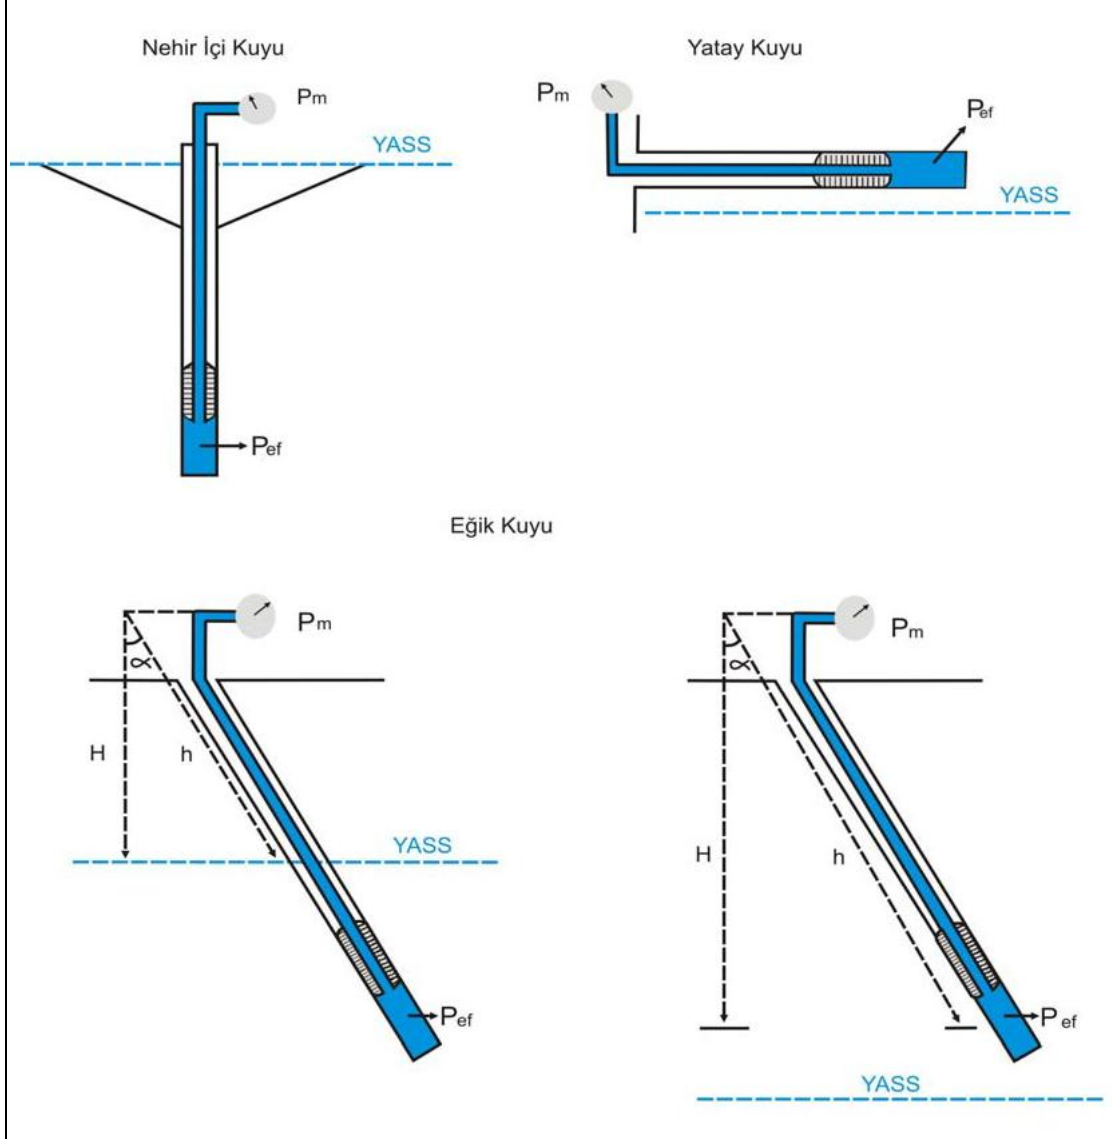 Nehir İçi Kuyu
Pm
YASS
Pef
Yatay Kuyu
Pm
Pef
YASS
Eğik Kuyu
Pm
α
H
h
YASS
Pef
Pm
α
H
h
Pef
YASS